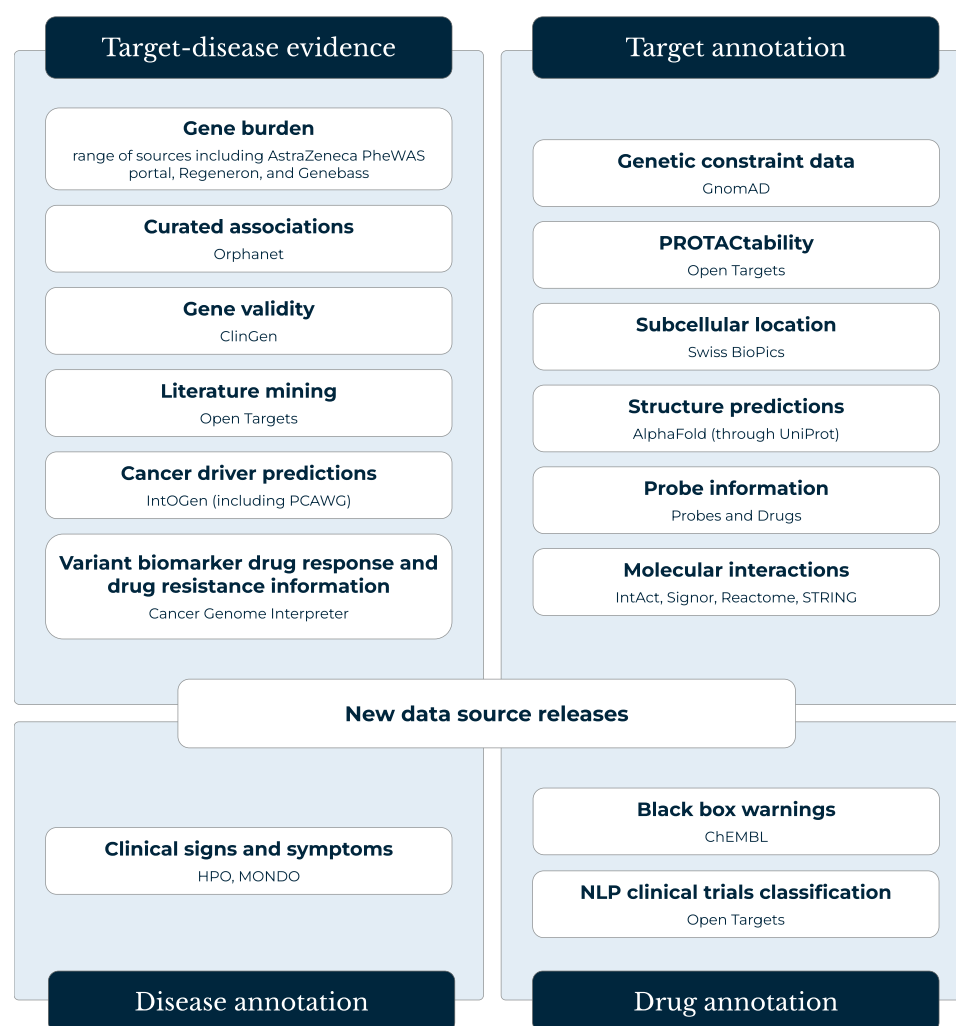 Target-disease evidence
Gene burden
range of sources including AstraZeneca PheWAS
portal, Regeneron, and Genebass
Curated associations
Orphanet
Gene validity
ClinGen
Literature mining
Open Targets
Cancer driver predictions
IntOGen (including PCAWG)
Variant biomarker drug response and
drug resistance information
Cancer Genome Interpreter
Target annotation
Genetic constraint data
GnomAD
PROTACtability
Open Targets
Subcellular location
Swiss BioPics
Structure predictions
AlphaFold (through UniProt)
Probe information
Probes and Drugs
Molecular interactions
IntAct, Signor, Reactome, STRING
New data source releases
Clinical signs and symptoms
HPO, MONDO
Disease annotation
Black box warnings
ChEMBL
NLP clinical trials classification
Open Targets
Drug annotation